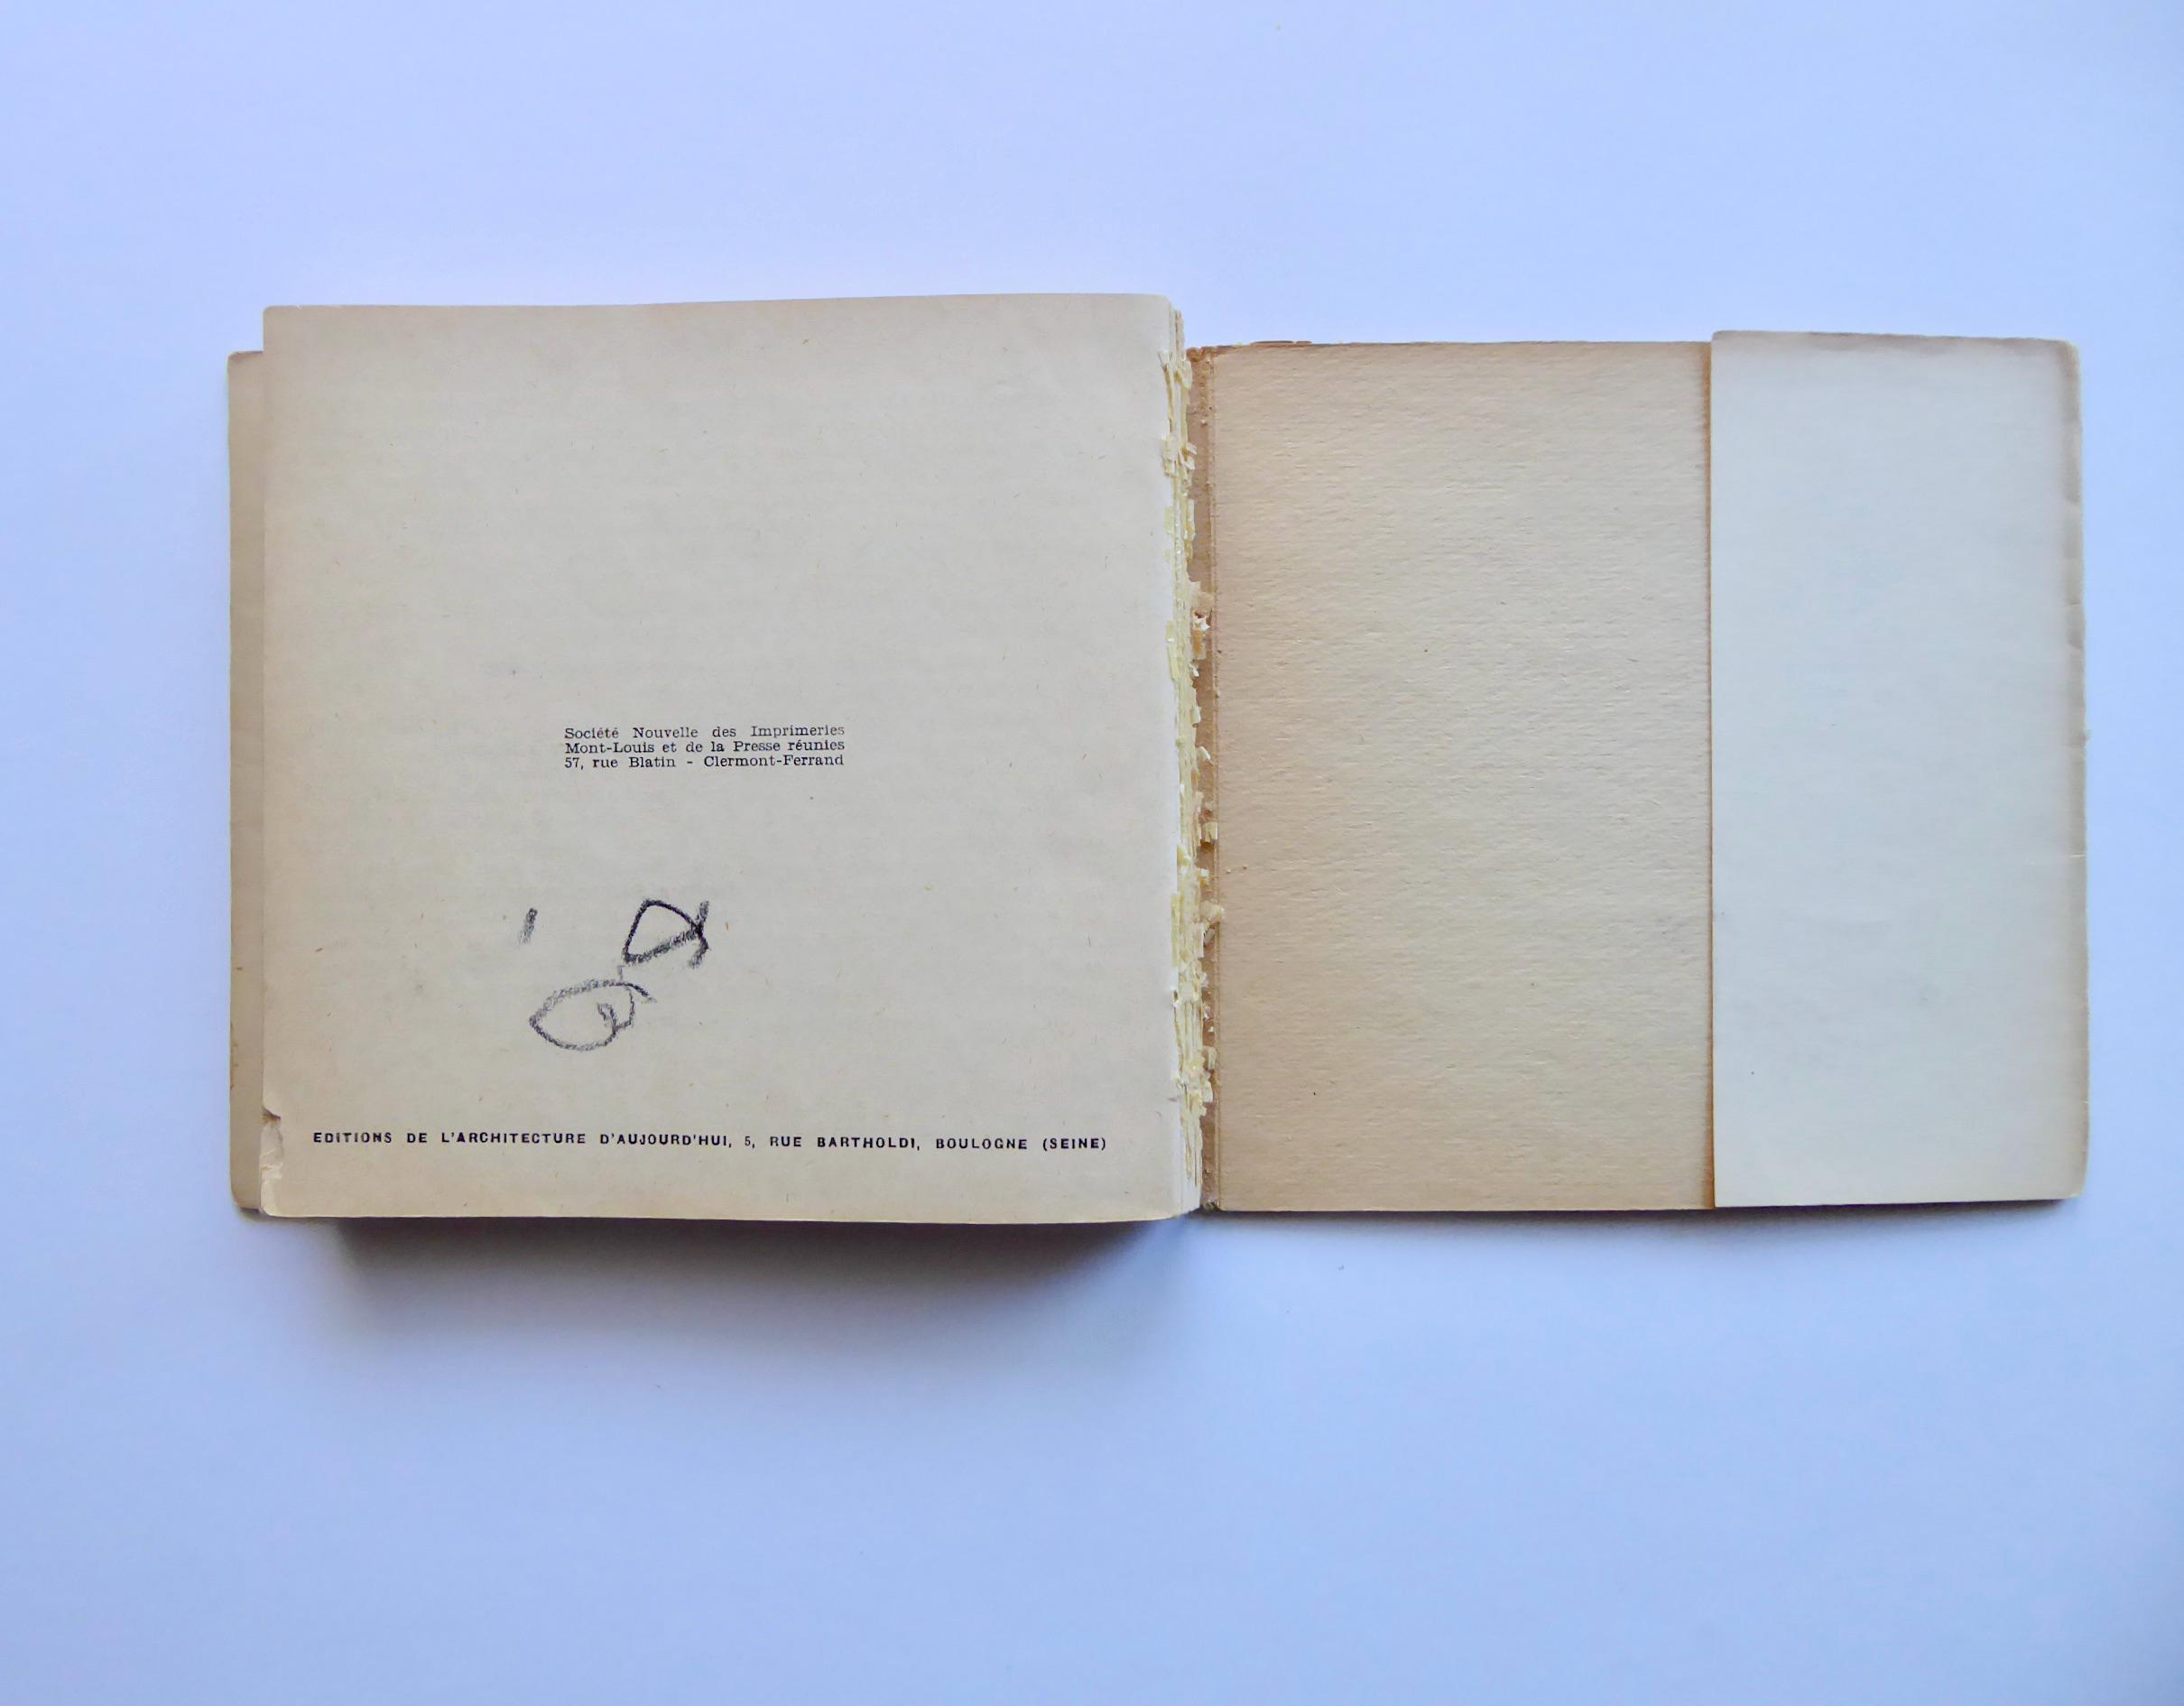 Société Nouvelle des Imprimeries
Mont-Louis et de la Presse réunies
57, rue Blatin - Clermont-Ferrand
EDITIONS DE L'ARCHITECTURE D'AUJOURD'HUI, 5, RUE BARTHOLDI, BOULOGNE (SEINE)